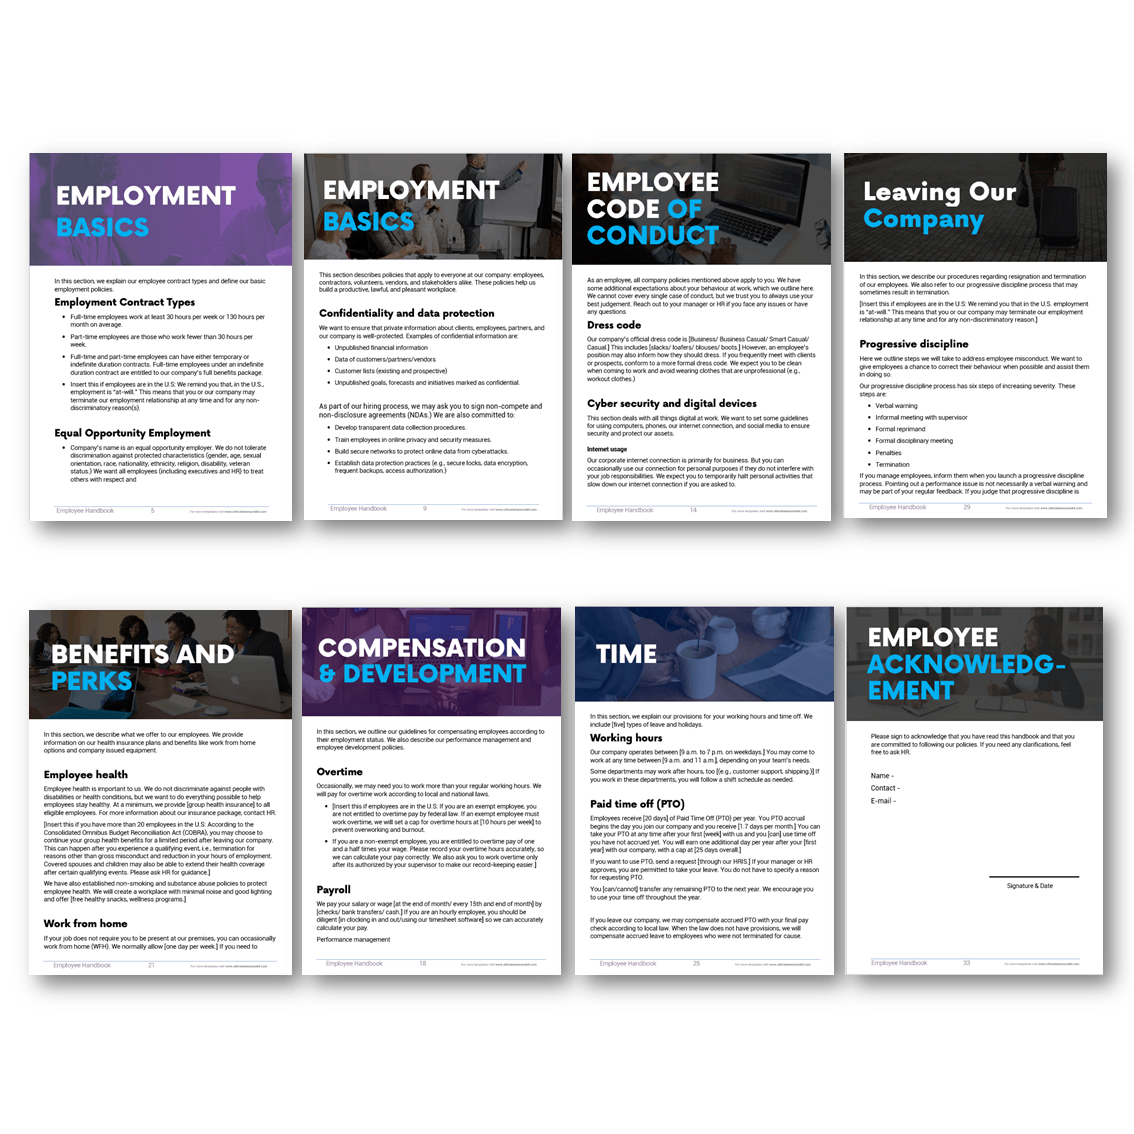 EMPLOYMENT
BASICS
In this section, we explain our employee contract types and define our basic
employment policies.
Employment Contract Types
• Full-time employees work at least 30 hours per week or 130 hours per
month on average.
• Part-time employees are those who work fewer than 30 hours per
week.
• Full-time and part-time employees can have either temporary or
indefinite duration contracts. Full-time employees under an indefinite
duration contract are entitled to our company's full benefits package.
• Insert this if employees are in the U.S: We remind you that, in the U.S.,
employment is "at-will." This means that you or our company may
terminate our employment relationship at any time and for any non-
discriminatory reason(s).
Equal Opportunity Employment
• Company's name is an equal opportunity employer. We do not tolerate
discrimination against protected characteristics (gender, age, sexual
orientation, race, nationality, ethnicity, religion, disability, veteran
status.) We want all employees (including executives and HR) to treat
others with respect and
Employee Handbook 5 For more templates visit www.ultimateresourcekit.com
EMPLOYMENT
BASICS
This section describes policies that apply to everyone at our company: employees,
contractors, volunteers, vendors, and stakeholders alike. These policies help us
build a productive, lawful, and pleasant workplace.
Confidentiality and data protection
We want to ensure that private information about clients, employees, partners, and
our company is well-protected. Examples of confidential information are:
• Unpublished financial information
• Data of customers/partners/vendors
• Customer lists (existing and prospective)
• Unpublished goals, forecasts and initiatives marked as confidential.
As part of our hiring process, we may ask you to sign non-compete and
non-disclosure agreements (NDAs.) We are also committed to:
• Develop transparent data collection procedures.
• Train employees in online privacy and security measures.
• Build secure networks to protect online data from cyberattacks.
• Establish data protection practices (e.g., secure locks, data encryption,
frequent backups, access authorization.)
Employee Handbook 9
EMPLOYEE
CODE OF
CONDUCT
As an employee, all company policies mentioned above apply to you. We have
some additional expectations about your behaviour at work, which we outline here.
We cannot cover every single case of conduct, but we trust you to always use your
best judgement. Reach out to your manager or HR if you face any issues or have
any questions
Dress code
Our company's official dress code is [Business/ Business Casual/ Smart Casual/
Casual.] This includes [slacks/ loafers/ blouses/ boots.] However, an employee's
position may also inform how they should dress. If you frequently meet with clients
or prospects, conform to a more formal dress code. We expect you to be clean
when coming to work and avoid wearing clothes that are unprofessional (e.g.,
workout clothes.)
Cyber security and digital devices
This section deals with all things digital at work. We want to set some guidelines
for using computers, phones, our internet connection, and social media to ensure
security and protect our assets.
Internet usage
Our corporate internet connection is primarily for business. But you can
occasionally use our connection for personal purposes if they do not interfere with
your job responsibilities. We expect you to temporarily halt personal activities that
slow down our internet connection if you are asked to.
Employee Handbook 14
Leaving Our
Company
In this section, we describe our procedures regarding resignation and termination
of our employees. We also refer to our progressive discipline process that may
sometimes result in termination.
[Insert this if employees are in the U.S: We remind you that in the U.S. employment
is "at-will." This means that you or our company may terminate our employment
relationship at any time and for any non-discriminatory reason.]
Progressive discipline
Here we outline steps we will take to address employee misconduct. We want to
give employees a chance to correct their behaviour when possible and assist them
in doing so.
Our progressive discipline process has six steps of increasing severity. These
steps are:
• Verbal warning
• Informal meeting with supervisor
• Formal reprimand
• Formal disciplinary meeting
• Penalties
• Termination
If you manage employees, inform them when you launch a progressive discipline
process. Pointing out a performance issue is not necessarily a verbal warning and
may be part of your regular feedback. If you judge that progressive discipline is
Employee Handbook 29
BENEFITS AND
PERKS
In this section, we describe what we offer to our employees. We provide
information on our health insurance plans and benefits like work from home
options and company issued equipment.
Employee health
Employee health is important to us. We do not discriminate against people with
disabilities or health conditions, but we want to do everything possible to help
employees stay healthy. At a minimum, we provide [group health insurance] to all
eligible employees. For more information about our insurance package, contact HR.
[Insert this if you have more than 20 employees in the U.S: According to the
Consolidated Omnibus Budget Reconciliation Act (COBRA), you may choose to
continue your group health benefits for a limited period after leaving our company.
This can happen after you experience a qualifying event, i.e., termination for
reasons other than gross misconduct and reduction in your hours of employment.
Covered spouses and children may also be able to extend their health coverage
after certain qualifying events. Please ask HR for guidance.]
We have also established non-smoking and substance abuse policies to protect
employee health. We will create a workplace with minimal noise and good lighting
and offer [free healthy snacks, wellness programs.]
Work from home
If your job does not require you to be present at our premises, you can occasionally
work from home (WFH). We normally allow [one day per week.] If you need to
Employee Handbook 21
COMPENSATION
& DEVELOPMENT
In this section, we outline our guidelines for compensating employees according to
their employment status. We also describe our performance management and
employee development policies.
Overtime
Occasionally, we may need you to work more than your regular working hours. We
will pay for overtime work according to local and national laws.
• [Insert this if employees are in the U.S: If you are an exempt employee, you
are not entitled to overtime pay by federal law. If an exempt employee must
work overtime, we will set a cap for overtime hours at [10 hours per week] to
prevent overworking and burnout.
• If you are a non-exempt employee, you are entitled to overtime pay of one
and a half times your wage. Please record your overtime hours accurately, so
we can calculate your pay correctly. We also ask you to work overtime only
after its authorized by your supervisor to make our record-keeping easier.]
Payroll
We pay your salary or wage [at the end of month/ every 15th and end of month] by
[checks/ bank transfers/ cash.] If you are an hourly employee, you should be
diligent [in clocking in and out/using our timesheet software] so we can accurately
calculate your pay.
Performance management
Employee Handbook 18
TIME
In this section, we explain our provisions for your working hours and time off. We
include [five] types of leave and holidays.
Working hours
Our company operates between [9 a.m. to 7 p.m. on weekdays.] You may come to
work at any time between [9 a.m. and 11 a.m.], depending on your team's needs.
Some departments may work after hours, too [(e.g., customer support, shipping.)] If
you work in these departments, you will follow a shift schedule as needed.
Paid time off (PTO)
Employees receive [20 days] of Paid Time Off (PTO) per year. You PTO accrual
begins the day you join our company and you receive [1.7 days per month.] You can
take your PTO at any time after your first [week] with us and you [can] use time off
you have not accrued yet. You will earn one additional day per year after your [first
year] with our company, with a cap at [25 days overall.]
If you want to use PTO, send a request [through our HRIS.] If your manager or HR
approves, you are permitted to take your leave. You do not have to specify a reason
for requesting PTO.
You [can/cannot] transfer any remaining PTO to the next year. We encourage you
to use your time off throughout the year.
If you leave our company, we may compensate accrued PTO with your final pay
check according to local law. When the law does not have provisions, we will
compensate accrued leave to employees who were not terminated for cause.
Employee Handbook 25
EMPLOYEE
ACKNOWLEDG-
EMENT
Please sign to acknowledge that you have read this handbook and that you
are committed to following our policies. If you need any clarifications, feel
free to ask HR.
Name -
Contact -
E-mail -
Signature & Date
Employee Handbook 33